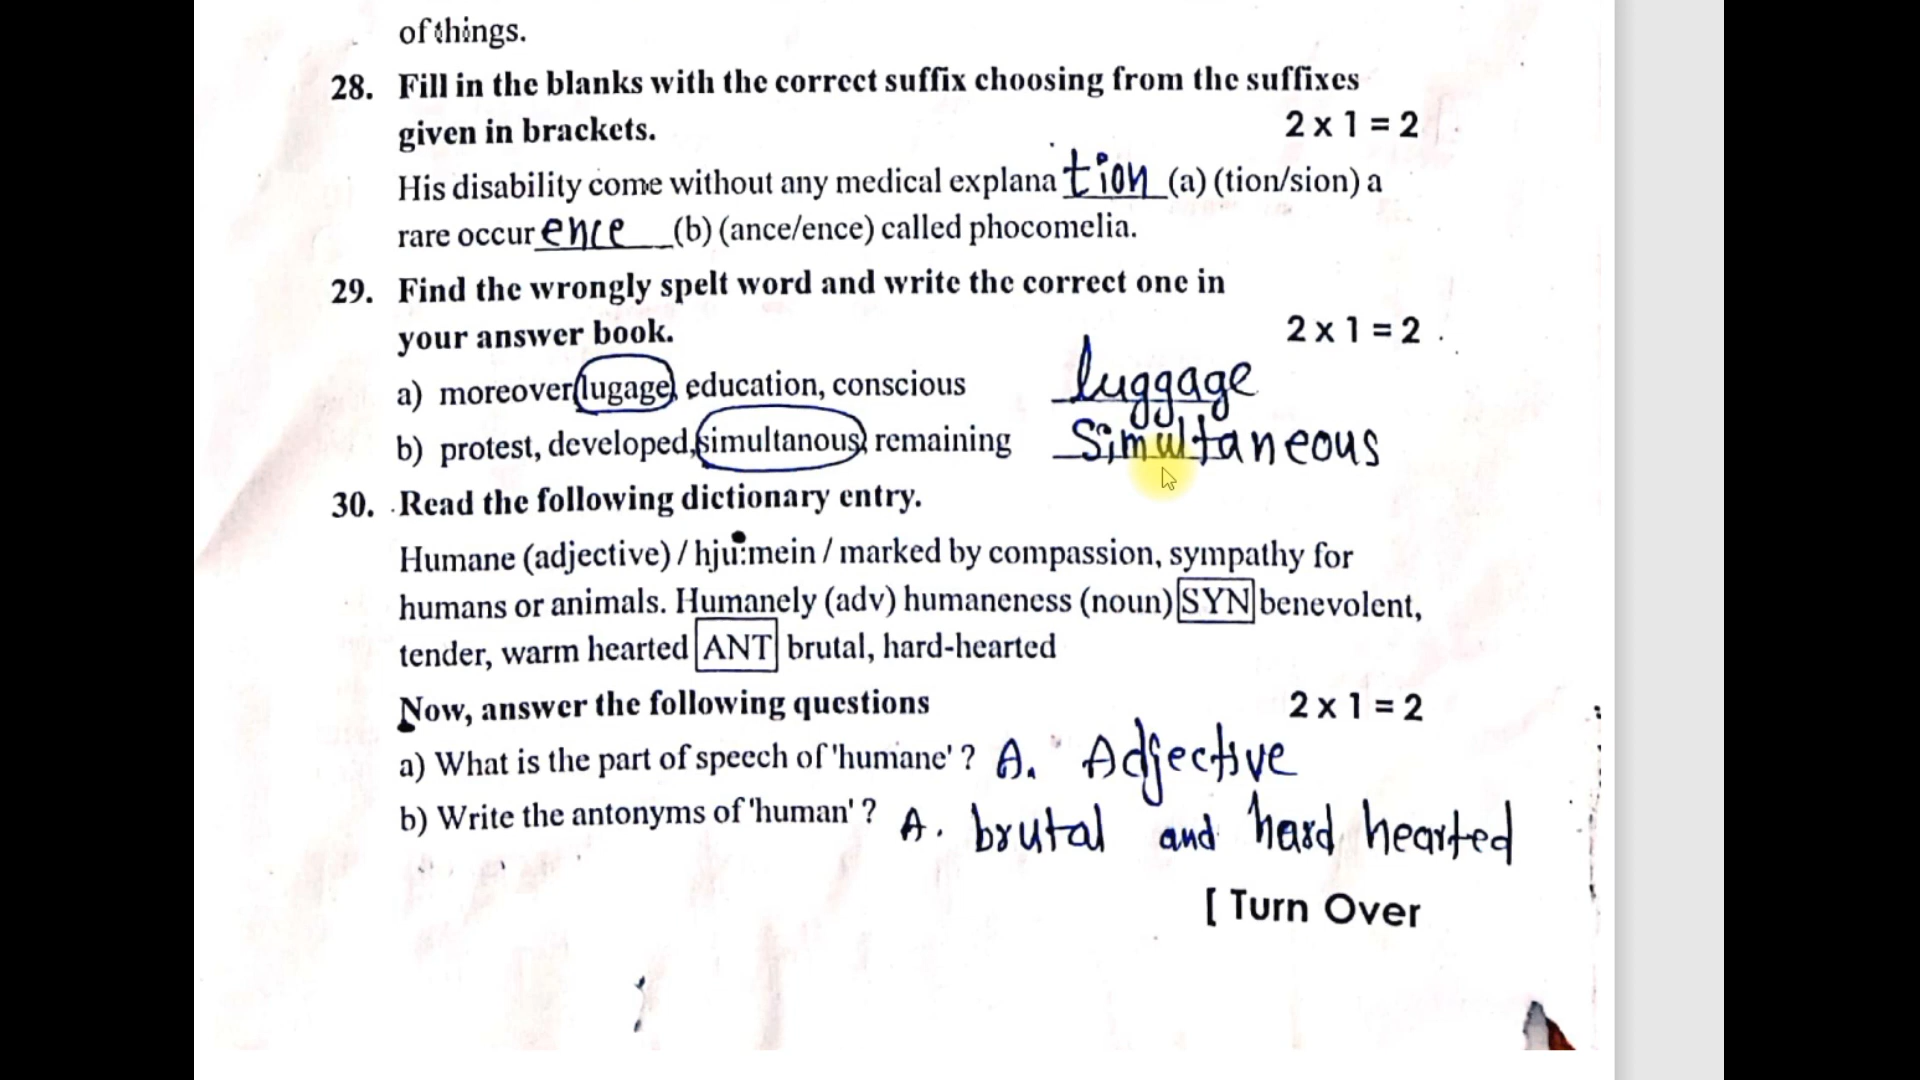 of things.
28. Fill in the blanks with the correct suffix choosing from the suffixes
given in brackets. 2 x 1 = 2
His disability come without any medical explana tion (a) (tion/sion) a
rare occur ence (b) (ance/ence) called phocomelia.
29. Find the wrongly spelt word and write the correct one in
your answer book. 2 x 1 = 2
a) moreover, lugage, education, conscious luggage
b) protest, developed, simultanous, remaining Simultaneous
30. Read the following dictionary entry.
Humane (adjective) / hju:mein / marked by compassion, sympathy for
humans or animals. Humanely (adv) humaneness (noun) SYN benevolent,
tender, warm hearted ANT brutal, hard-hearted
Now, answer the following questions 2 x 1 = 2
a) What is the part of speech of 'humane' ? A. Adjective
b) Write the antonyms of 'human' ? A. brutal and hard hearted
[ Turn Over